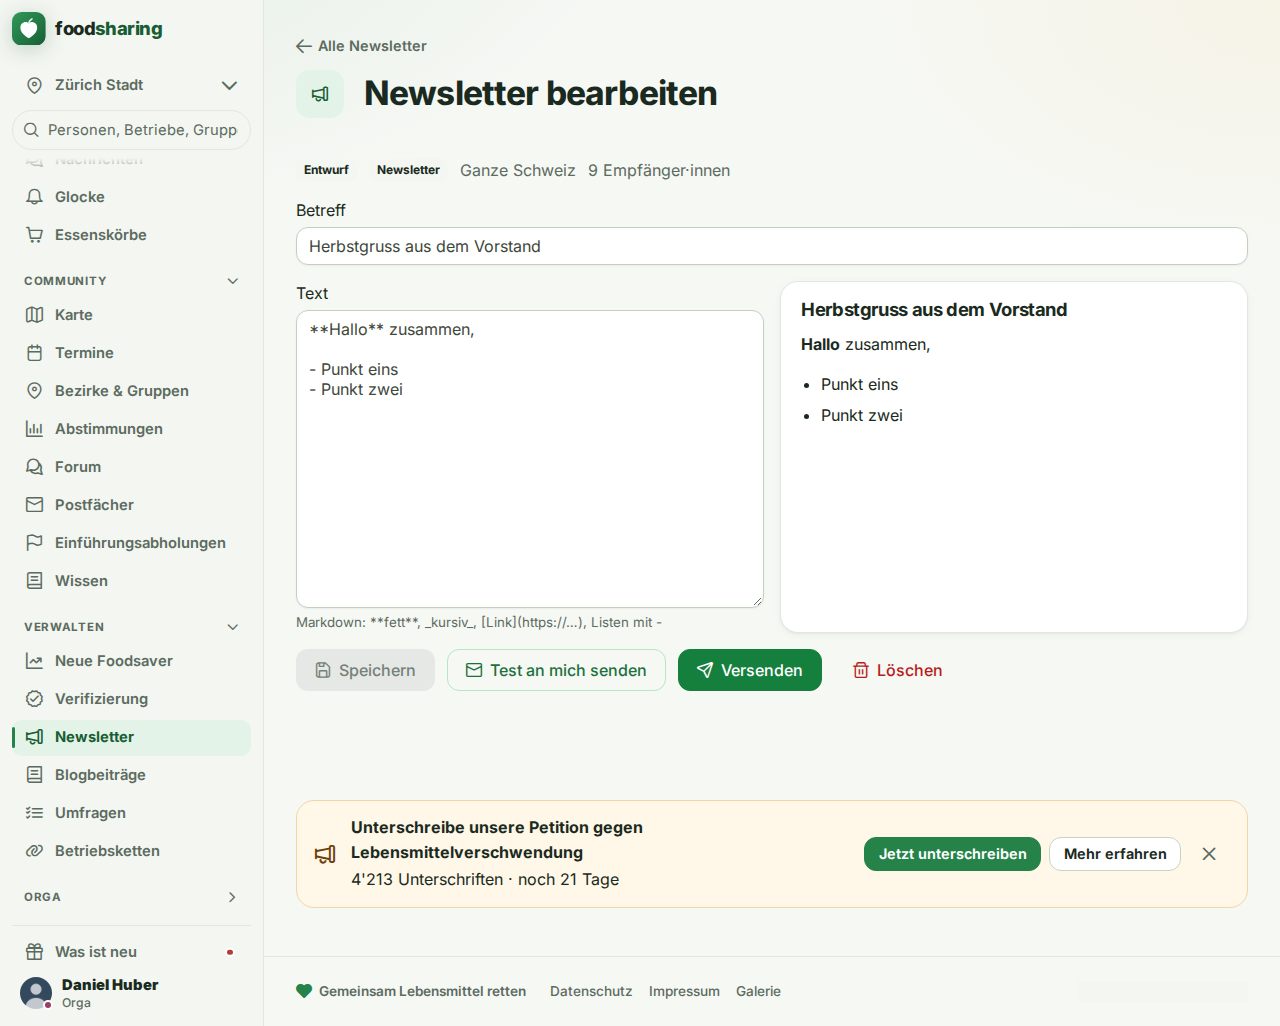 foodsharing
Zürich Stadt
Personen, Betriebe, Grupp
Nachrichten
Glocke
Essenskörbe
COMMUNITY
Karte
Termine
Bezirke & Gruppen
Abstimmungen
Forum
Postfächer
Einführungsabholungen
Wissen
VERWALTEN
Neue Foodsaver
Verifizierung
Newsletter
Blogbeiträge
Umfragen
Betriebsketten
ORGA
Was ist neu
Daniel Huber
Orga
Alle Newsletter
Newsletter bearbeiten
Entwurf Newsletter Ganze Schweiz 9 Empfänger·innen
Betreff
Herbstgruss aus dem Vorstand
Text
**Hallo** zusammen,
- Punkt eins
- Punkt zwei
Markdown: **fett**, _kursiv_, [Link](https://...), Listen mit -
Herbstgruss aus dem Vorstand
Hallo zusammen,
• Punkt eins
• Punkt zwei
Speichern Test an mich senden Versenden Löschen
Unterschreibe unsere Petition gegen
Lebensmittelverschwendung
4'213 Unterschriften · noch 21 Tage
Jetzt unterschreiben Mehr erfahren
Gemeinsam Lebensmittel retten Datenschutz Impressum Galerie